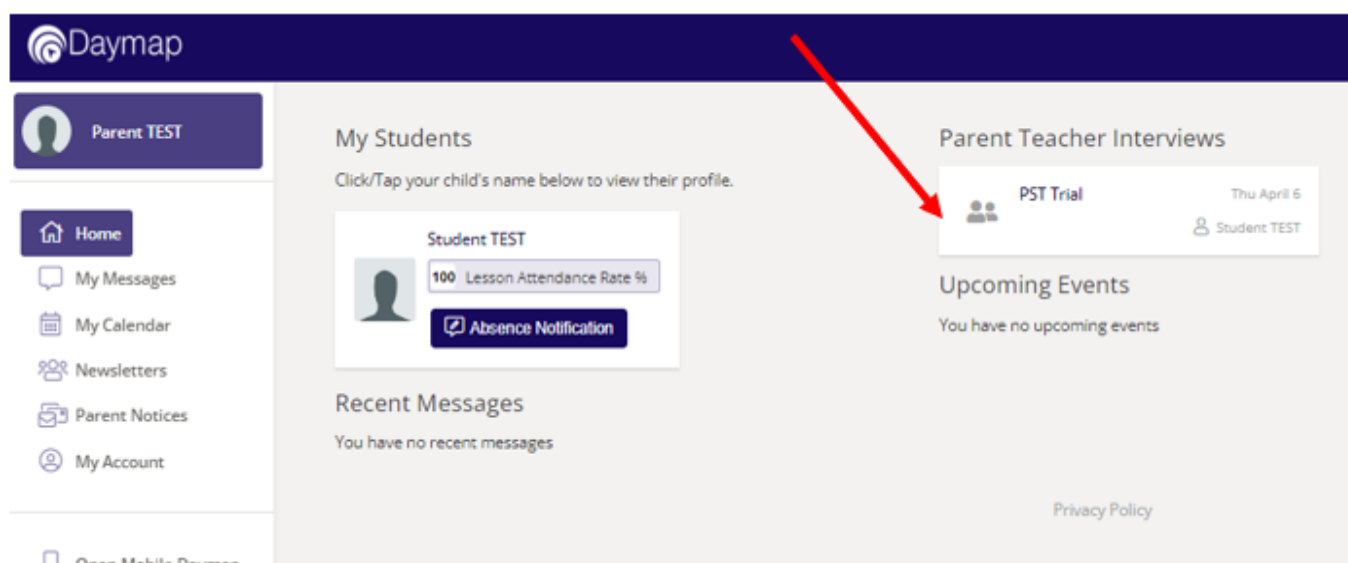 Daymap
Parent TEST
Home
My Messages
My Calendar
Newsletters
Parent Notices
My Account
Open Mobile Daymap
My Students
Click/Tap your child's name below to view their profile.
Student TEST
100 Lesson Attendance Rate %
Absence Notification
Recent Messages
You have no recent messages
Parent Teacher Interviews
PST Trial Thu April 6
Student TEST
Upcoming Events
You have no upcoming events
Privacy Policy